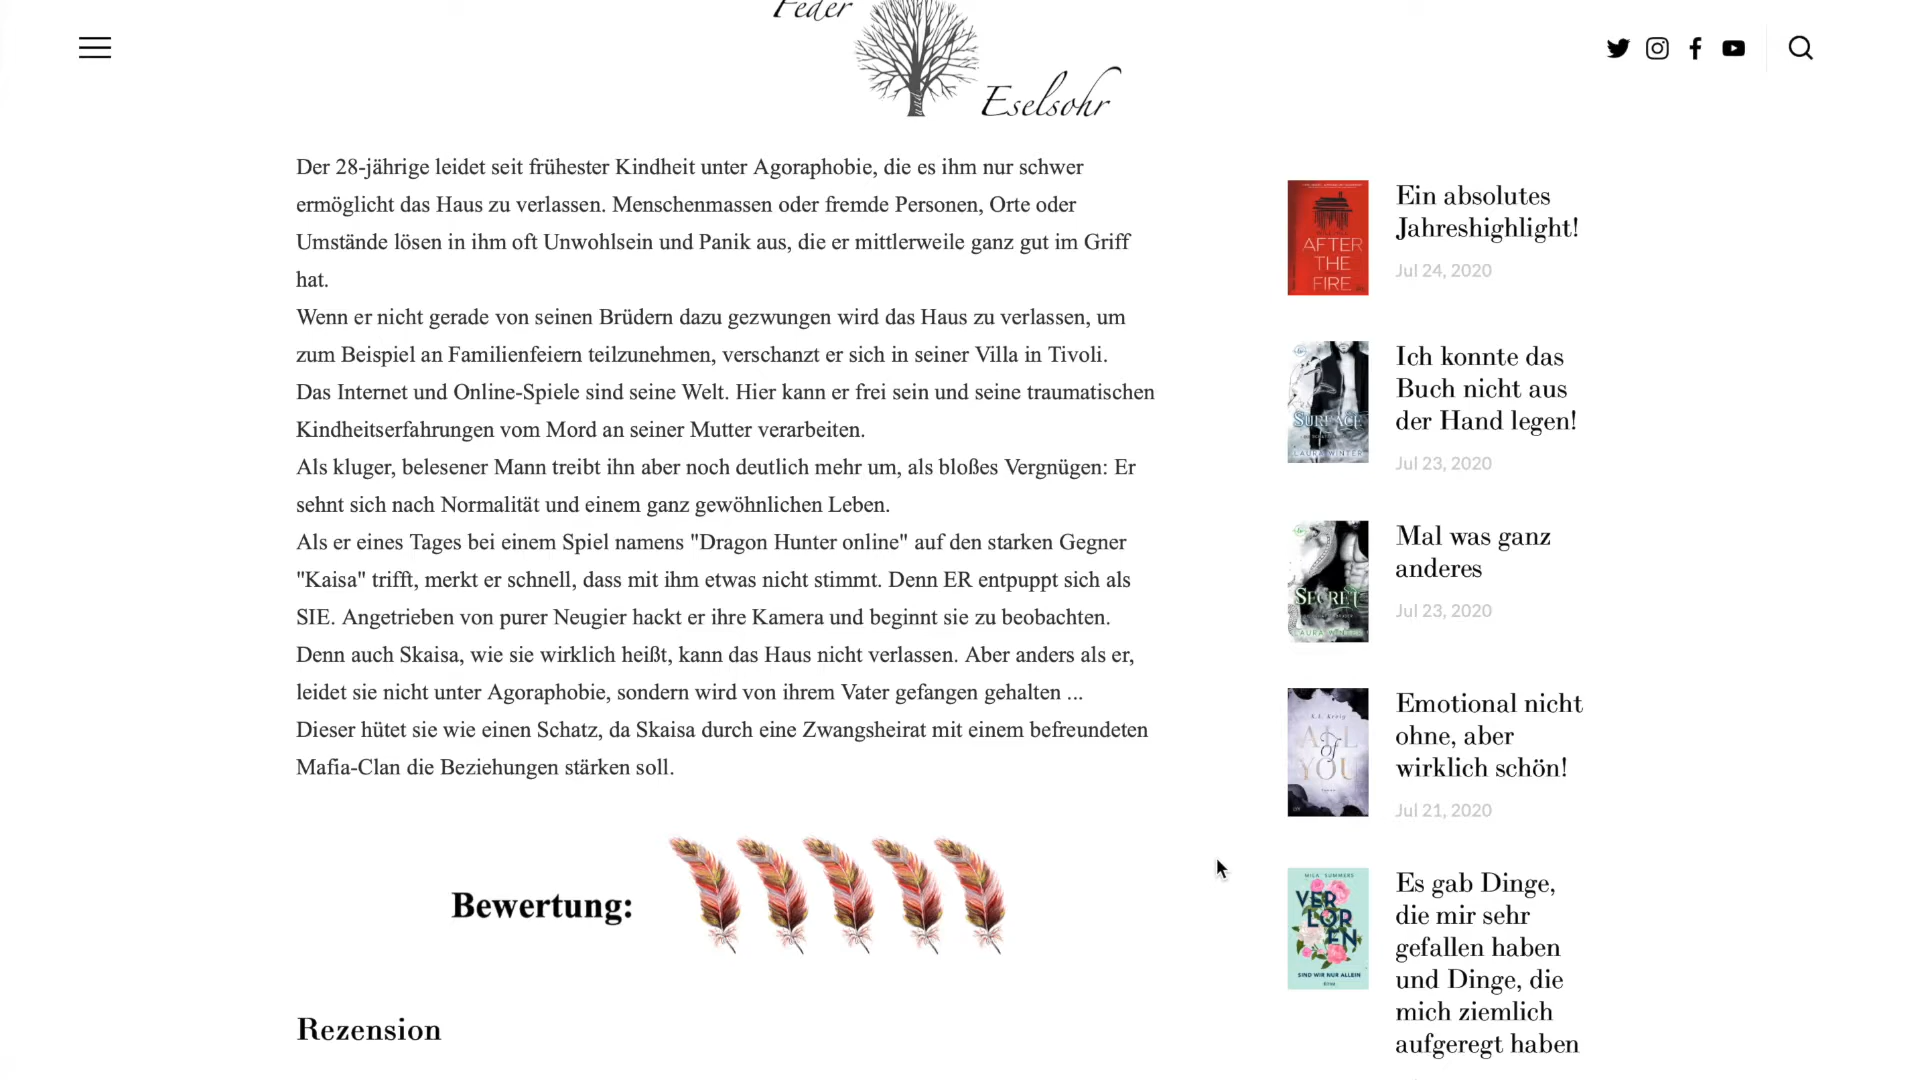 Feder
und
Eselsohr
Der 28-jährige leidet seit frühester Kindheit unter Agoraphobie, die es ihm nur schwer
ermöglicht das Haus zu verlassen. Menschenmassen oder fremde Personen, Orte oder
Umstände lösen in ihm oft Unwohlsein und Panik aus, die er mittlerweile ganz gut im Griff
hat.
Wenn er nicht gerade von seinen Brüdern dazu gezwungen wird das Haus zu verlassen, um
zum Beispiel an Familienfeiern teilzunehmen, verschanzt er sich in seiner Villa in Tivoli.
Das Internet und Online-Spiele sind seine Welt. Hier kann er frei sein und seine traumatischen
Kindheitserfahrungen vom Mord an seiner Mutter verarbeiten.
Als kluger, belesener Mann treibt ihn aber noch deutlich mehr um, als bloßes Vergnügen: Er
sehnt sich nach Normalität und einem ganz gewöhnlichen Leben.
Als er eines Tages bei einem Spiel namens "Dragon Hunter online" auf den starken Gegner
"Kaisa" trifft, merkt er schnell, dass mit ihm etwas nicht stimmt. Denn ER entpuppt sich als
SIE. Angetrieben von purer Neugier hackt er ihre Kamera und beginnt sie zu beobachten.
Denn auch Skaisa, wie sie wirklich heißt, kann das Haus nicht verlassen. Aber anders als er,
leidet sie nicht unter Agoraphobie, sondern wird von ihrem Vater gefangen gehalten ...
Dieser hütet sie wie einen Schatz, da Skaisa durch eine Zwangsheirat mit einem befreundeten
Mafia-Clan die Beziehungen stärken soll.
Bewertung:
Rezension
AFTER
THE
FIRE
Ein absolutes
Jahreshighlight!
Jul 24, 2020
SURFACE
LAURA WINTER
Ich konnte das
Buch nicht aus
der Hand legen!
Jul 23, 2020
SECRET
LAURA WINTER
Mal was ganz
anderes
Jul 23, 2020
ALL
of
YOU
Emotional nicht
ohne, aber
wirklich schön!
Jul 21, 2020
MILA SUMMERS
VER
LOR
EN
SIND WIR NUR ALLEIN
Es gab Dinge,
die mir sehr
gefallen haben
und Dinge, die
mich ziemlich
aufgeregt haben